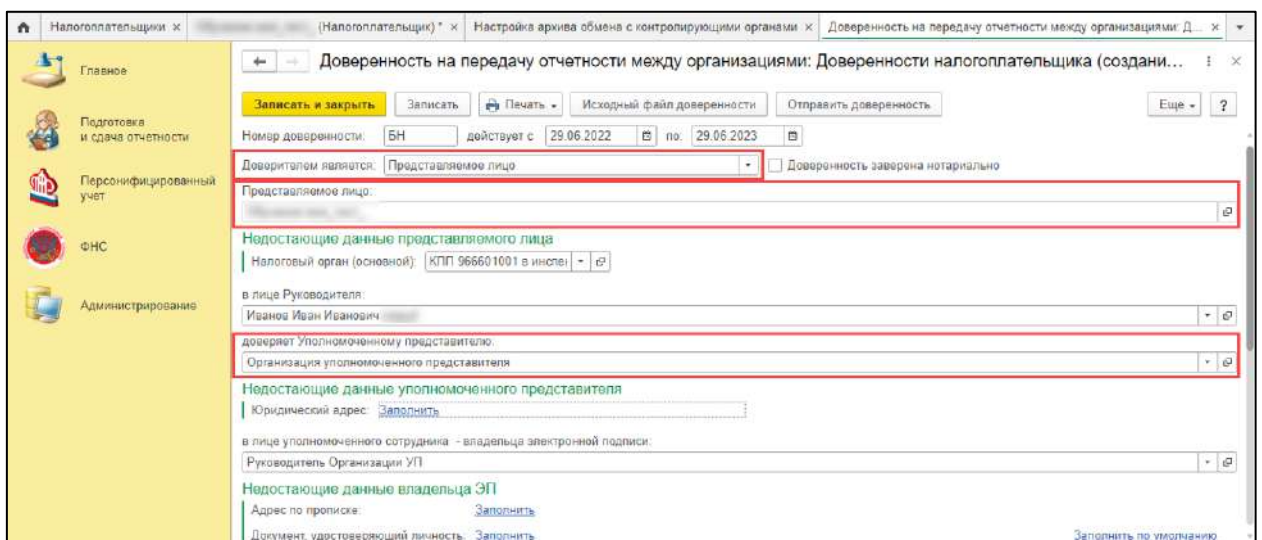 Налогоплательщики ×
(Налогоплательщик) * ×
Настройка архива обмена с контролирующими органами ×
Доверенность на передачу отчетности между организациями: Д... ×
Главное
Подготовка
и сдача отчетности
Персонифицированный
учет
ФНС
Администрирование
Доверенность на передачу отчетности между организациями: Доверенности налогоплательщика (создани...
Записать и закрыть Записать Печать Исходный файл доверенности Отправить доверенность Еще ?
Номер доверенности: БН действует с 29.06.2022 по: 29.06.2023
Доверителем является: Представляемое лицо Доверенность заверена нотариально
Представляемое лицо:
Недостающие данные представляемого лица
Налоговый орган (основной): КПП 966601001 в инспе
в лице Руководителя:
Иванов Иван Иванович
доверяет Уполномоченному представителю:
Организация уполномоченного представителя
Недостающие данные уполномоченного представителя
Юридический адрес: Заполнить
в лице уполномоченного сотрудника - владельца электронной подписи:
Руководитель Организации УП
Недостающие данные владельца ЭП
Адрес по прописке: Заполнить
Документ, удостоверяющий личность: Заполнить Заполнить по умолчанию